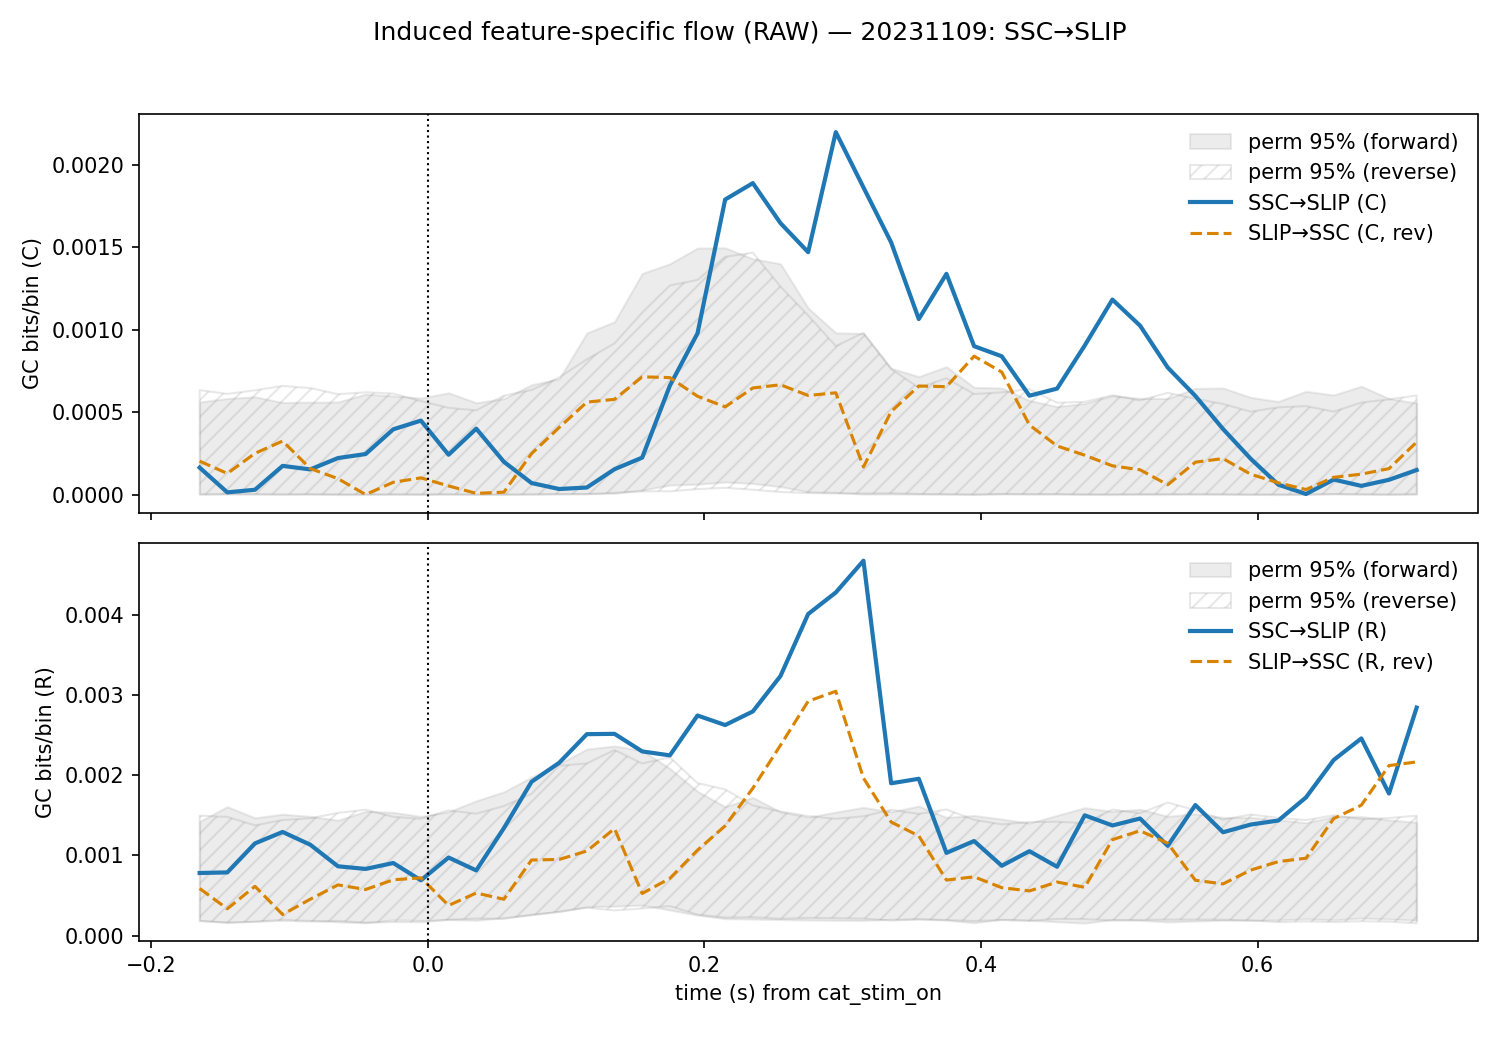 Induced feature-specific flow (RAW) — 20231109: SSC→SLIP
GC bits/bin (C)
0.0020
0.0015
0.0010
0.0005
0.0000
perm 95% (forward)
perm 95% (reverse)
SSC→SLIP (C)
SLIP→SSC (C, rev)
GC bits/bin (R)
0.004
0.003
0.002
0.001
0.000
perm 95% (forward)
perm 95% (reverse)
SSC→SLIP (R)
SLIP→SSC (R, rev)
−0.2 0.0 0.2 0.4 0.6
time (s) from cat_stim_on